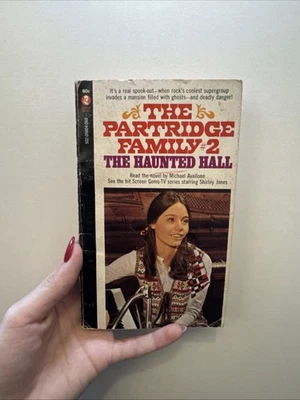 60c
2
It's a real spook-out—when rock's coolest supergroup
invades a mansion filled with ghosts—and deadly danger!
THE
PARTRIDGE
FAMILY #2
THE HAUNTED HALL
Read the novel by Michael Avallone
See the hit Screen Gems-TV series starring Shirley Jones